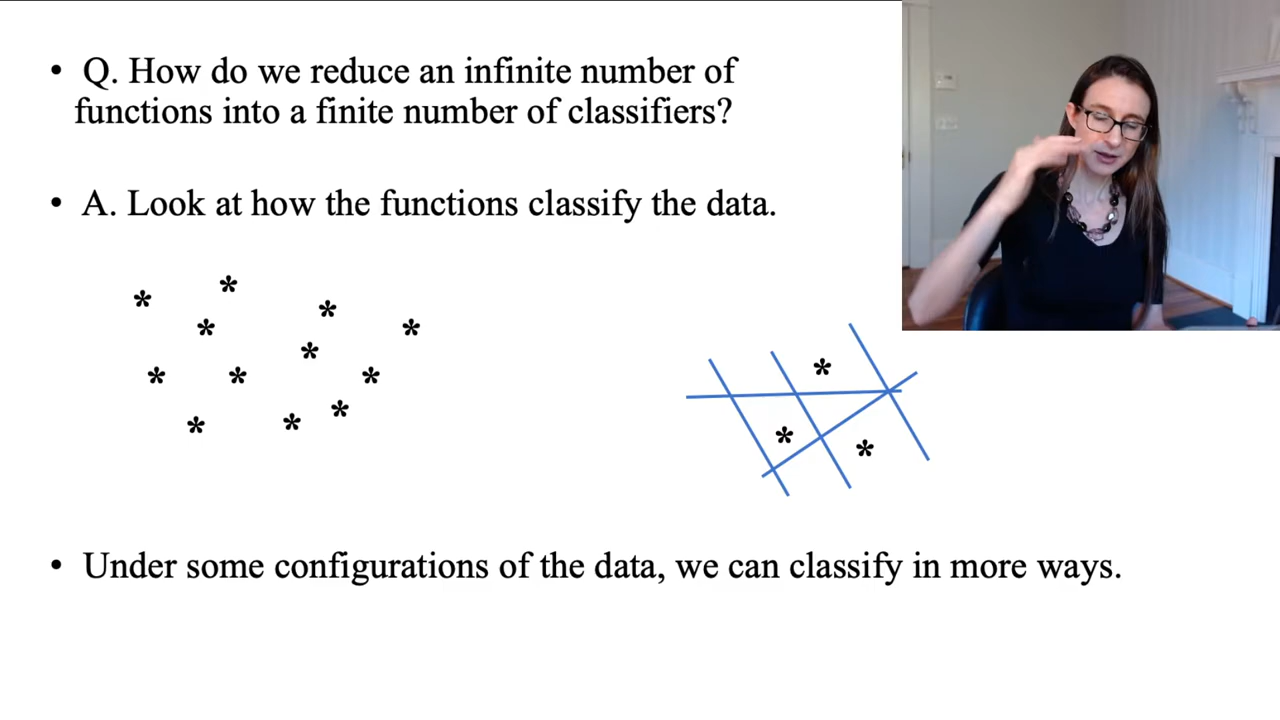 • Q. How do we reduce an infinite number of
functions into a finite number of classifiers?
• A. Look at how the functions classify the data.
• Under some configurations of the data, we can classify in more ways.